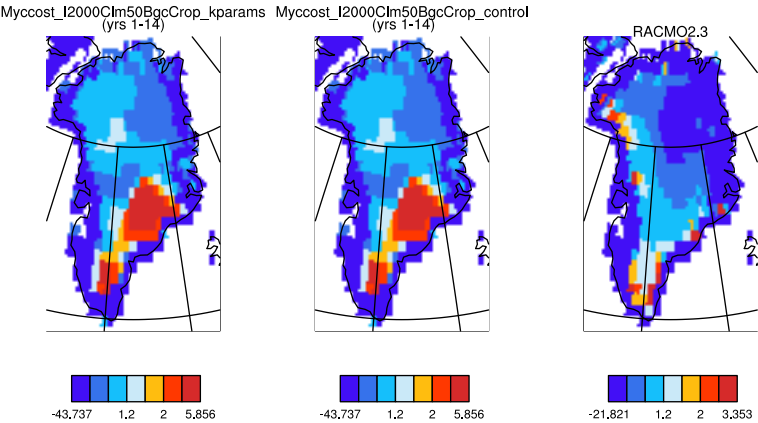 Myccost_I2000Clm50BgcCrop_kparams
(yrs 1-14)
Myccost_I2000Clm50BgcCrop_control
(yrs 1-14)
RACMO2.3
-43.737 1.2 2 5.856
-43.737 1.2 2 5.856
-21.821 1.2 2 3.353